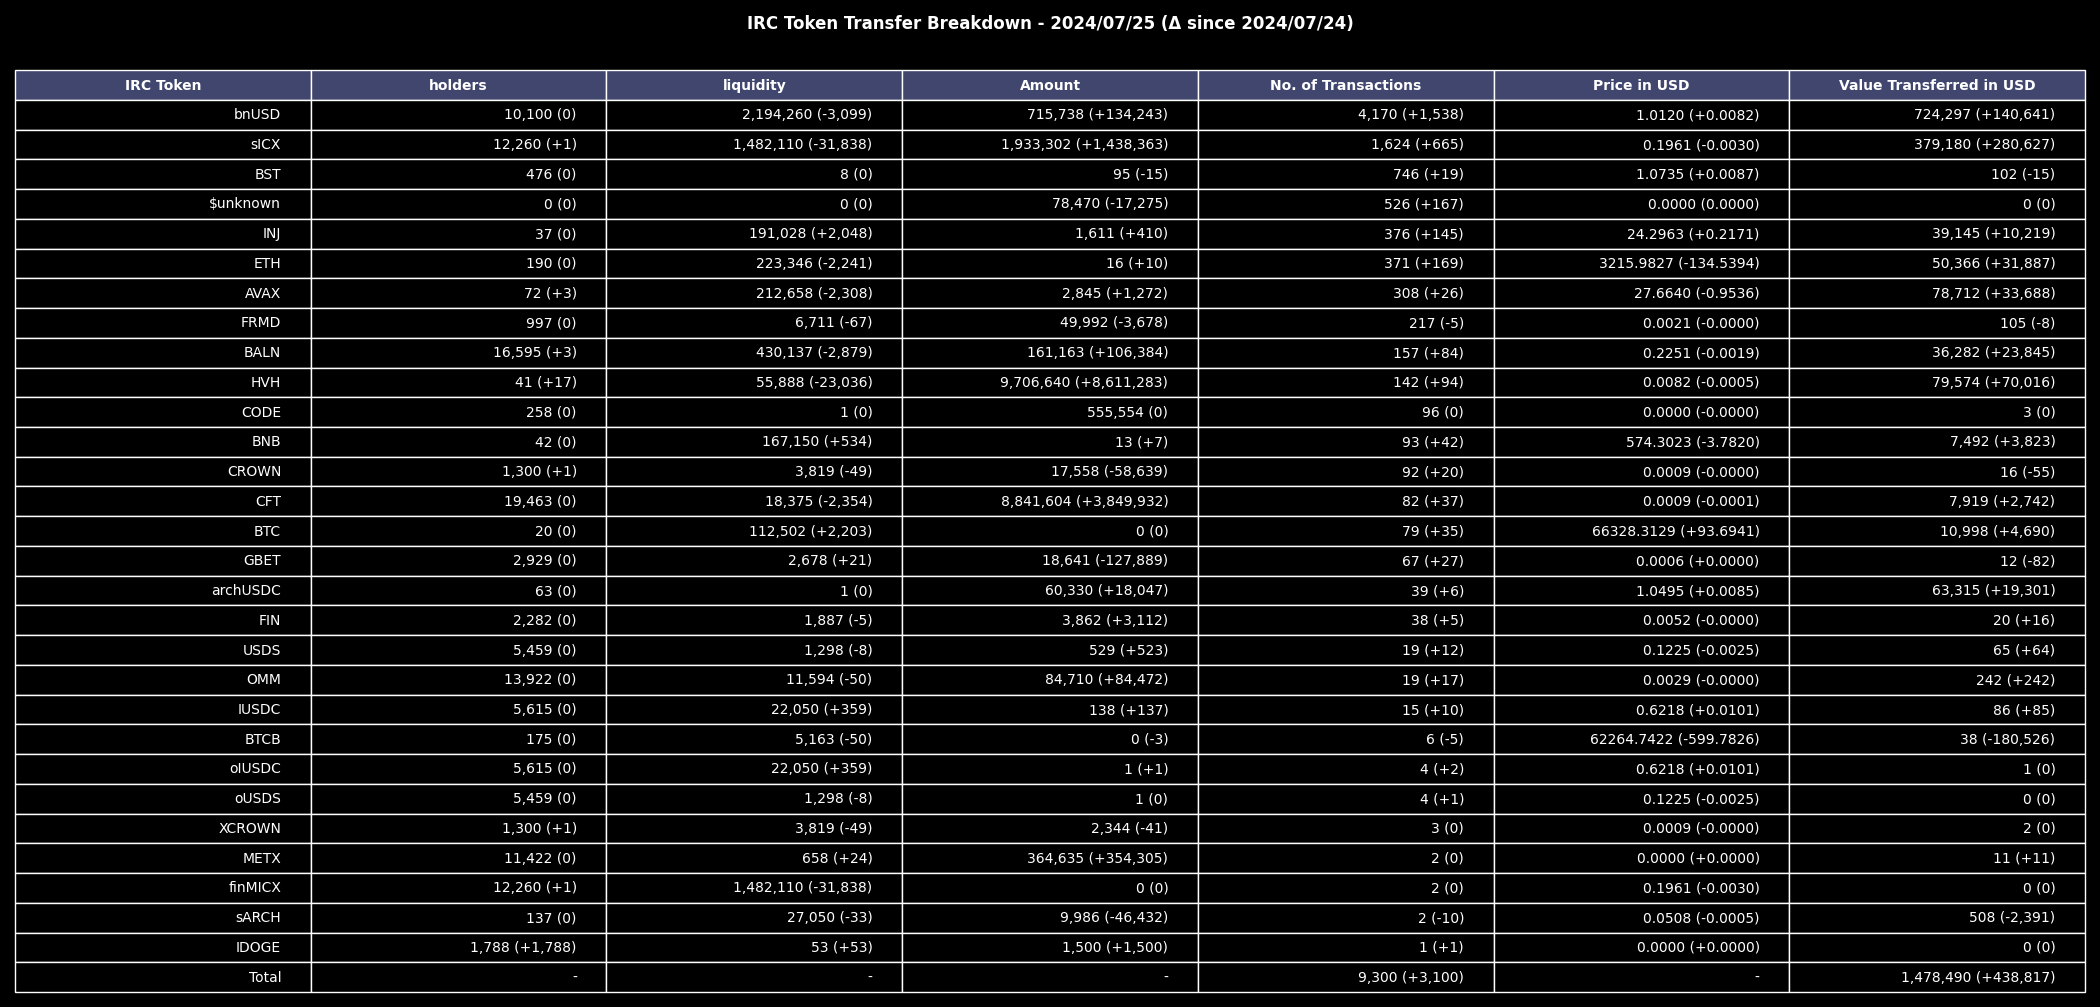 IRC Token Transfer Breakdown - 2024/07/25 (Δ since 2024/07/24)
IRC Token holders liquidity Amount No. of Transactions Price in USD Value Transferred in USD
bnUSD 10,100 (0) 2,194,260 (-3,099) 715,738 (+134,243) 4,170 (+1,538) 1.0120 (+0.0082) 724,297 (+140,641)
sICX 12,260 (+1) 1,482,110 (-31,838) 1,933,302 (+1,438,363) 1,624 (+665) 0.1961 (-0.0030) 379,180 (+280,627)
BST 476 (0) 8 (0) 95 (-15) 746 (+19) 1.0735 (+0.0087) 102 (-15)
$unknown 0 (0) 0 (0) 78,470 (-17,275) 526 (+167) 0.0000 (0.0000) 0 (0)
INJ 37 (0) 191,028 (+2,048) 1,611 (+410) 376 (+145) 24.2963 (+0.2171) 39,145 (+10,219)
ETH 190 (0) 223,346 (-2,241) 16 (+10) 371 (+169) 3215.9827 (-134.5394) 50,366 (+31,887)
AVAX 72 (+3) 212,658 (-2,308) 2,845 (+1,272) 308 (+26) 27.6640 (-0.9536) 78,712 (+33,688)
FRMD 997 (0) 6,711 (-67) 49,992 (-3,678) 217 (-5) 0.0021 (-0.0000) 105 (-8)
BALN 16,595 (+3) 430,137 (-2,879) 161,163 (+106,384) 157 (+84) 0.2251 (-0.0019) 36,282 (+23,845)
HVH 41 (+17) 55,888 (-23,036) 9,706,640 (+8,611,283) 142 (+94) 0.0082 (-0.0005) 79,574 (+70,016)
CODE 258 (0) 1 (0) 555,554 (0) 96 (0) 0.0000 (-0.0000) 3 (0)
BNB 42 (0) 167,150 (+534) 13 (+7) 93 (+42) 574.3023 (-3.7820) 7,492 (+3,823)
CROWN 1,300 (+1) 3,819 (-49) 17,558 (-58,639) 92 (+20) 0.0009 (-0.0000) 16 (-55)
CFT 19,463 (0) 18,375 (-2,354) 8,841,604 (+3,849,932) 82 (+37) 0.0009 (-0.0001) 7,919 (+2,742)
BTC 20 (0) 112,502 (+2,203) 0 (0) 79 (+35) 66328.3129 (+93.6941) 10,998 (+4,690)
GBET 2,929 (0) 2,678 (+21) 18,641 (-127,889) 67 (+27) 0.0006 (+0.0000) 12 (-82)
archUSDC 63 (0) 1 (0) 60,330 (+18,047) 39 (+6) 1.0495 (+0.0085) 63,315 (+19,301)
FIN 2,282 (0) 1,887 (-5) 3,862 (+3,112) 38 (+5) 0.0052 (-0.0000) 20 (+16)
USDS 5,459 (0) 1,298 (-8) 529 (+523) 19 (+12) 0.1225 (-0.0025) 65 (+64)
OMM 13,922 (0) 11,594 (-50) 84,710 (+84,472) 19 (+17) 0.0029 (-0.0000) 242 (+242)
IUSDC 5,615 (0) 22,050 (+359) 138 (+137) 15 (+10) 0.6218 (+0.0101) 86 (+85)
BTCB 175 (0) 5,163 (-50) 0 (-3) 6 (-5) 62264.7422 (-599.7826) 38 (-180,526)
oIUSDC 5,615 (0) 22,050 (+359) 1 (+1) 4 (+2) 0.6218 (+0.0101) 1 (0)
oUSDS 5,459 (0) 1,298 (-8) 1 (0) 4 (+1) 0.1225 (-0.0025) 0 (0)
XCROWN 1,300 (+1) 3,819 (-49) 2,344 (-41) 3 (0) 0.0009 (-0.0000) 2 (0)
METX 11,422 (0) 658 (+24) 364,635 (+354,305) 2 (0) 0.0000 (+0.0000) 11 (+11)
finMICX 12,260 (+1) 1,482,110 (-31,838) 0 (0) 2 (0) 0.1961 (-0.0030) 0 (0)
sARCH 137 (0) 27,050 (-33) 9,986 (-46,432) 2 (-10) 0.0508 (-0.0005) 508 (-2,391)
IDOGE 1,788 (+1,788) 53 (+53) 1,500 (+1,500) 1 (+1) 0.0000 (+0.0000) 0 (0)
Total - - - 9,300 (+3,100) - 1,478,490 (+438,817)